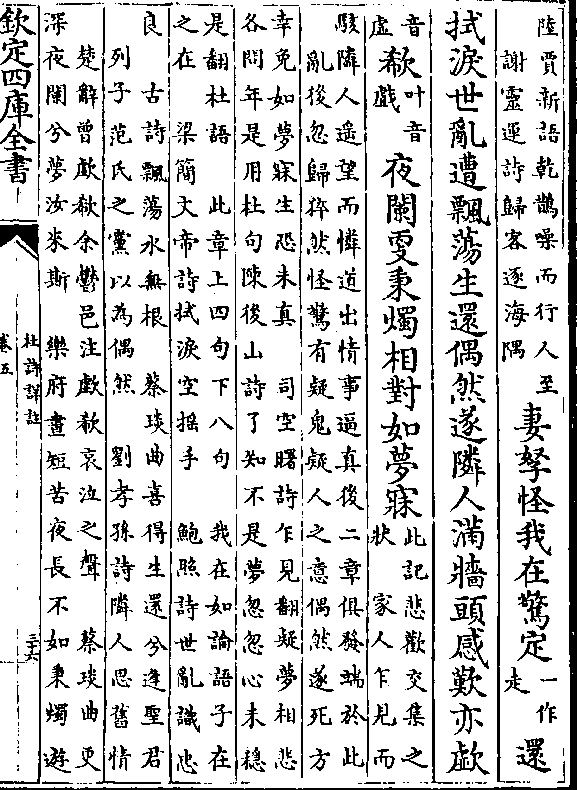 陸賈新語乾鵲噪而行人至
謝靈運詩歸客逐海隅
妻孥怪我在驚定一作走還
拭淚世亂遭飄蕩生還偶然遂隣人滿牆頭感歎亦歔
音虛欷叶音戲夜闌更秉燭相對如夢寐此記悲歡交集之
狀 家人乍見而
駭隣人遥望而憐道出情事逼真後二章俱發端於此
亂後忽歸猝然怪驚有疑鬼疑人之意偶然遂死方
幸免如夢寐生恐未真 司空曙詩乍見翻疑夢相悲
各問年是用杜句陳後山詩了知不是夢忽忽心未穩
是翻杜語 此章上四句下八句 我在如論語子在
之在 梁簡文帝詩拭淚空摇手 鮑照詩世亂識忠
良 古詩飄蕩水無根 蔡琰曲喜得生還兮逢聖君
列子范氏之黨以為偶然 劉孝孫詩隣人思舊情
楚辭曾歔欷余鬱邑注歔欷哀泣之聲 蔡琰曲更
深夜闌兮夢汝來斯 樂府晝短苦夜長不如秉燭遊
欽定四庫全書
杜詩詳註
卷五
三十六